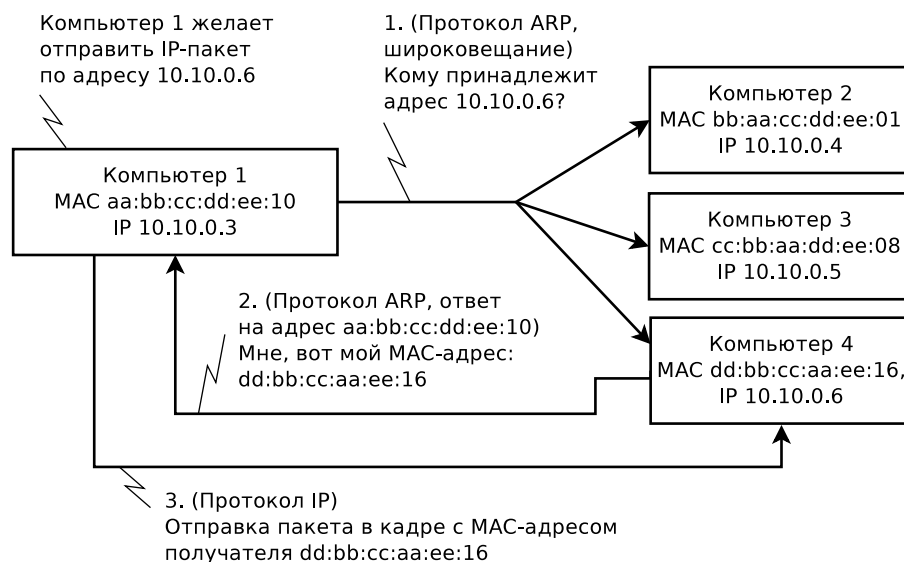 Компьютер 1 желает
отправить IP-пакет
по адресу 10.10.0.6
1. (Протокол ARP,
широковещание)
Кому принадлежит
адрес 10.10.0.6?
Компьютер 2
MAC bb:aa:cc:dd:ee:01
IP 10.10.0.4
Компьютер 1
MAC aa:bb:cc:dd:ee:10
IP 10.10.0.3
Компьютер 3
MAC cc:bb:aa:dd:ee:08
IP 10.10.0.5
2. (Протокол ARP, ответ
на адрес aa:bb:cc:dd:ee:10)
Мне, вот мой MAC-адрес:
dd:bb:cc:aa:ee:16
Компьютер 4
MAC dd:bb:cc:aa:ee:16,
IP 10.10.0.6
3. (Протокол IP)
Отправка пакета в кадре с MAC-адресом
получателя dd:bb:cc:aa:ee:16